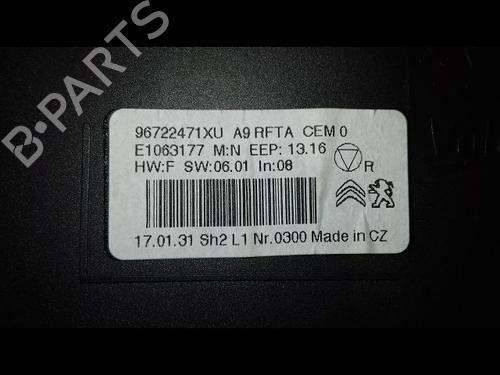 96722471XU A9 RFTA CEM 0
E1063177 M:N EEP: 13.16
HW:F SW:06.01 In:08
R
17.01.31 Sh2 L1 Nr.0300 Made in CZ
B-PARTS